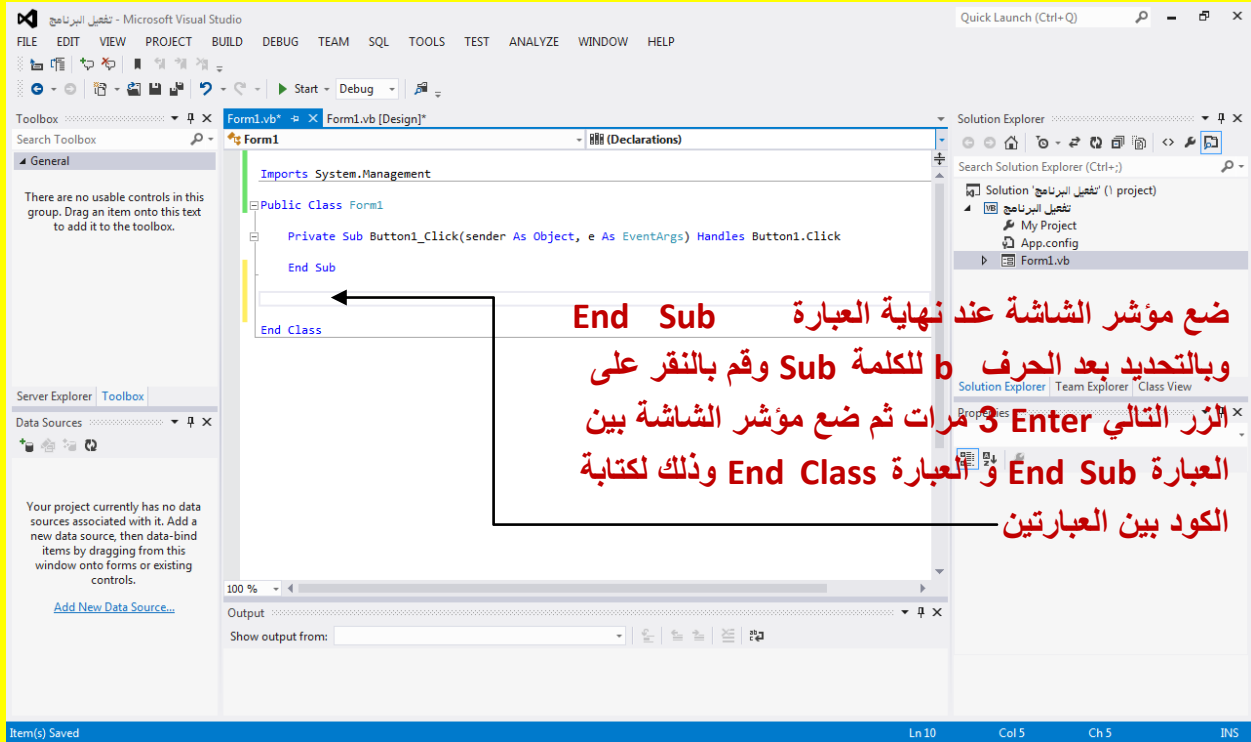 تفعيل البرنامج - Microsoft Visual Studio
Quick Launch (Ctrl+Q)
FILE EDIT VIEW PROJECT BUILD DEBUG TEAM SQL TOOLS TEST ANALYZE WINDOW HELP
Start Debug
Toolbox
Search Toolbox
General
There are no usable controls in this
group. Drag an item onto this text
to add it to the toolbox.
Server Explorer Toolbox
Data Sources
Your project currently has no data
sources associated with it. Add a
new data source, then data-bind
items by dragging from this
window onto forms or existing
controls.
Add New Data Source...
Form1.vb* Form1.vb [Design]*
Form1 (Declarations)
Imports System.Management
Public Class Form1
Private Sub Button1_Click(sender As Object, e As EventArgs) Handles Button1.Click
End Sub
End Class
100 %
Output
Show output from:
Solution Explorer
Search Solution Explorer (Ctrl+;)
Solution 'تفعيل البرنامج' (١ project)
VB تفعيل البرنامج
My Project
App.config
Form1.vb
Solution Explorer Team Explorer Class View
Properties
ضع مؤشر الشاشة عند نهاية العبارة End Sub
وبالتحديد بعد الحرف b للكلمة Sub وقم بالنقر على
الزر التالي Enter 3 مرات ثم ضع مؤشر الشاشة بين
العبارة End Sub و العبارة End Class وذلك لكتابة
الكود بين العبارتين
Item(s) Saved
Ln 10 Col 5 Ch 5 INS